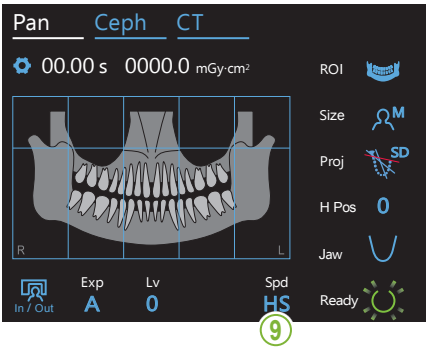 Pan Ceph CT
00.00 s 0000.0 mGy·cm²
ROI
Size M
Proj SD
H Pos 0
R L
Jaw
In / Out
Exp Lv Spd
A 0 HS
Ready
9